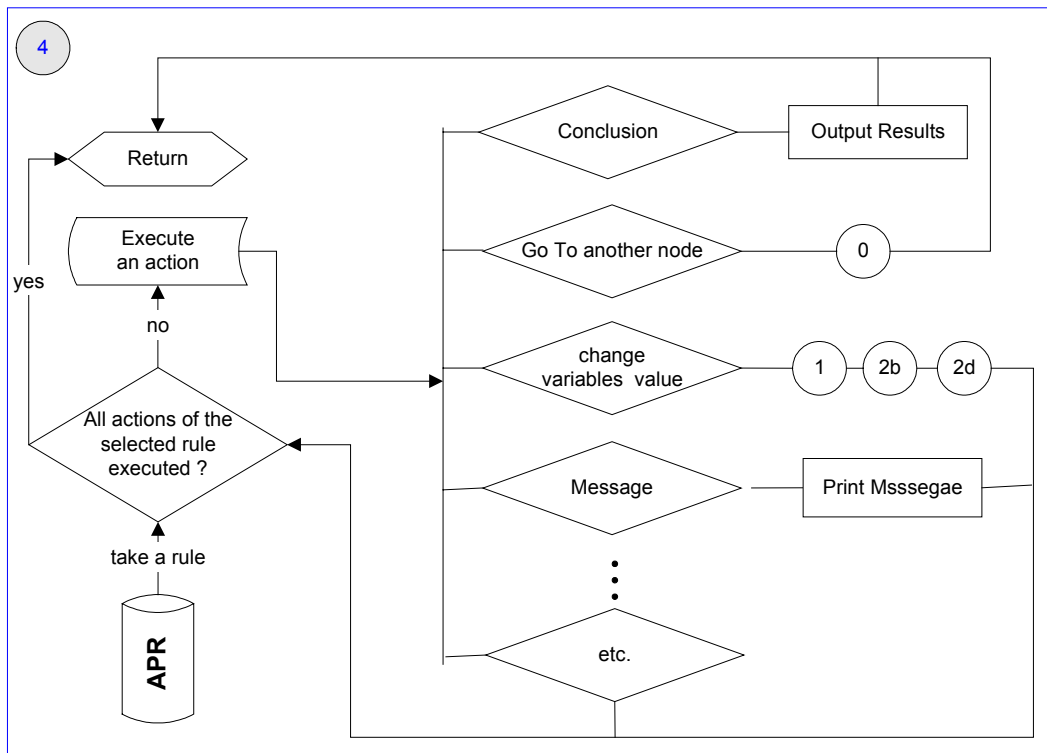 4
Return
Execute
an action
yes
no
All actions of the
selected rule
executed ?
take a rule
APR
Conclusion
Output Results
Go To another node
0
change
variables value
1
2b
2d
Message
Print Msssegae
etc.